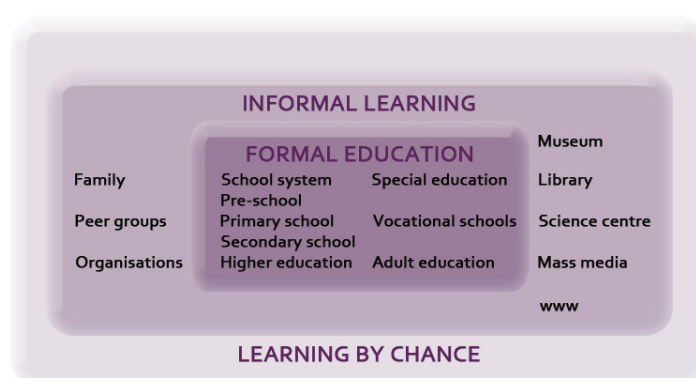 INFORMAL LEARNING
FORMAL EDUCATION
Family
Peer groups
Organisations
School system
Pre-school
Primary school
Secondary school
Higher education
Special education
Vocational schools
Adult education
Museum
Library
Science centre
Mass media
www
LEARNING BY CHANCE